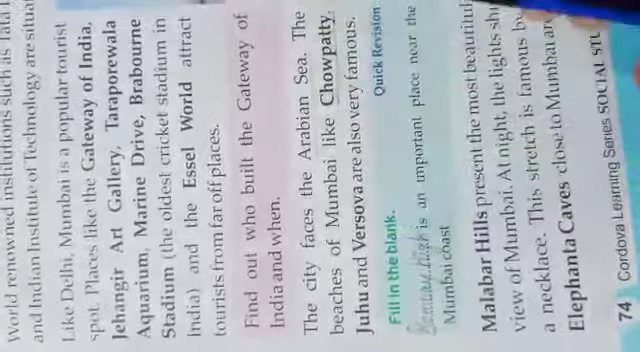 World renowned institutions such as Tata I
and Indian Institute of Technology are situat
Like Delhi, Mumbai is a popular tourist
spot. Places like the Gateway of India,
Jehangir Art Gallery, Taraporewala
Aquarium, Marine Drive, Brabourne
Stadium (the oldest cricket stadium in
India) and the Essel World attract
tourists from far off places.
Find out who built the Gateway of
India and when.
The city faces the Arabian Sea. The
beaches of Mumbai like Chowpatty,
Juhu and Versova are also very famous.
Quick Revision
Fill in the blank.
is an important place near the
Mumbai coast
Malabar Hills present the most beautiful
view of Mumbai. At night, the lights
a necklace. This stretch is famous by
Elephanta Caves close to Mumbai are
74 Cordova Learning Series SOCIAL STU